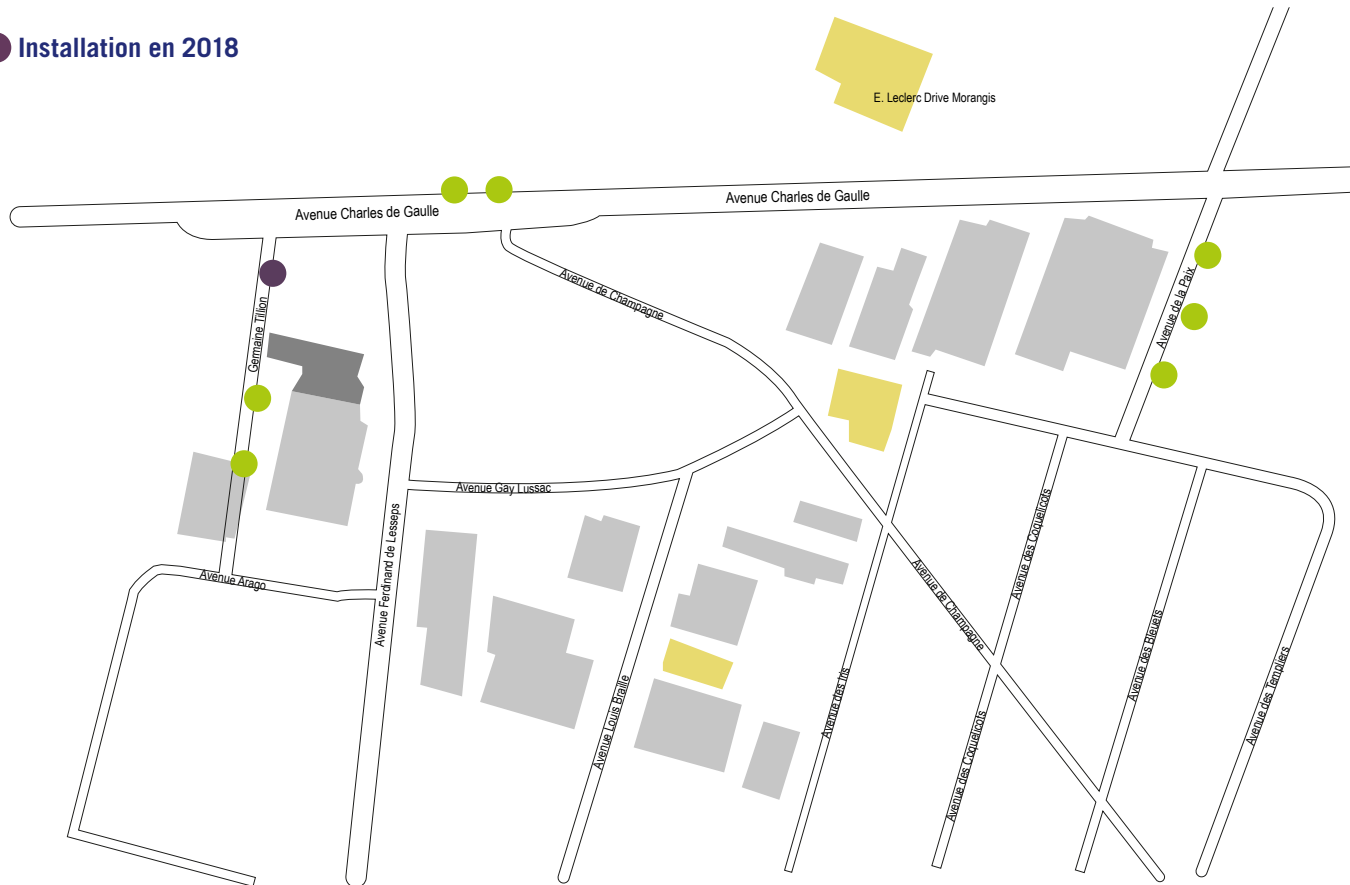 Installation en 2018
E. Leclerc Drive Morangis
Avenue Charles de Gaulle
Avenue Charles de Gaulle
Avenue de Champagne
Avenue de la Paix
Germaine Tillion
Avenue Gay Lussac
Avenue Ferdinand de Lesseps
Avenue Arago
Avenue des Coquelicots
Avenue de Champagne
Avenue des Bleuets
Avenue des Templiers
Avenue des Iris
Avenue Louis Braille
Avenue des Coquelicots